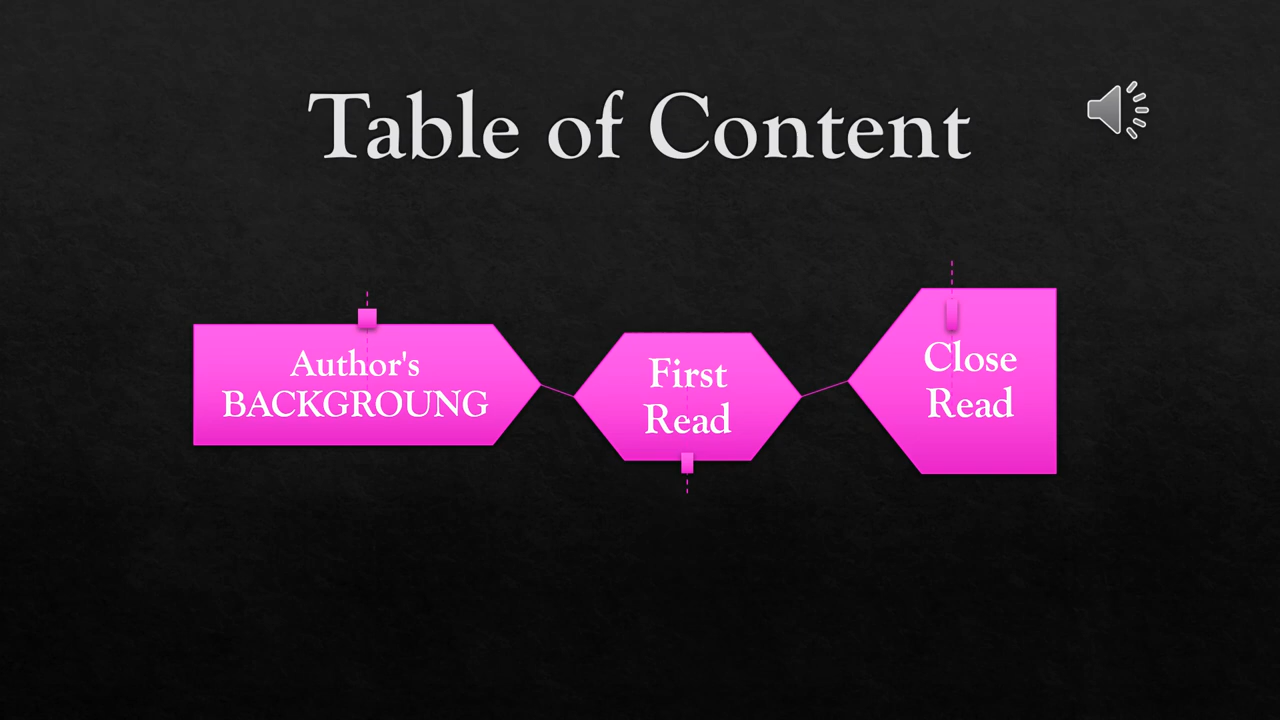 Table of Content
Author's
BACKGROUNG
First
Read
Close
Read